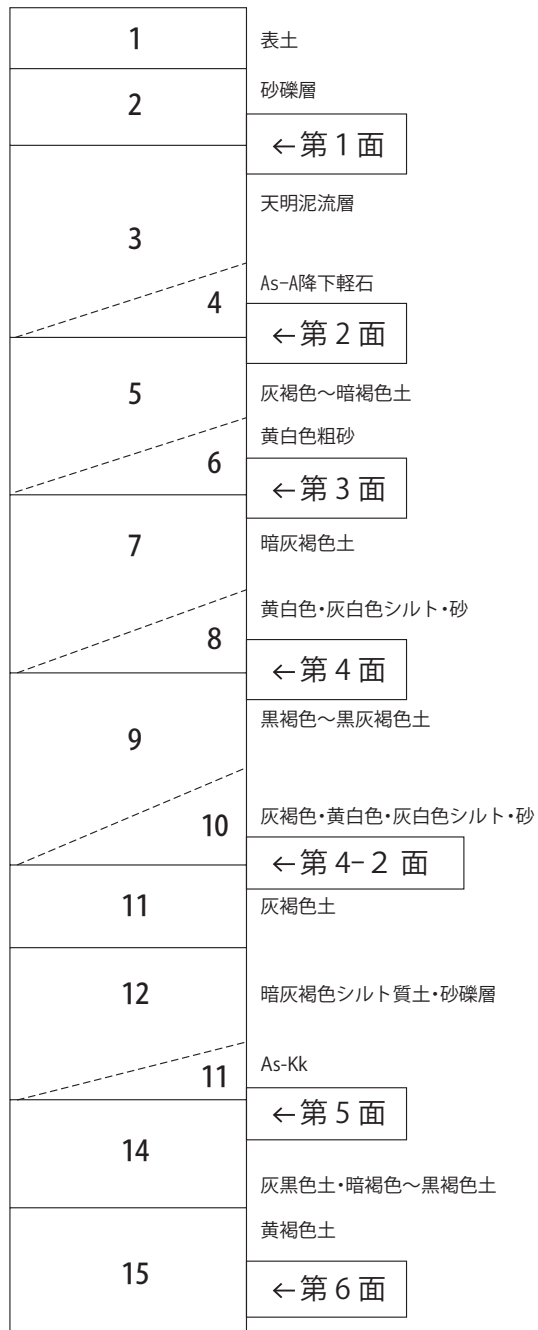 1
表土
2
砂礫層
←第1面
3
天明泥流層
4
As-A降下軽石
←第2面
5
灰褐色～暗褐色土
6
黄白色粗砂
←第3面
7
暗灰褐色土
8
黄白色・灰白色シルト・砂
←第4面
9
黒褐色～黒灰褐色土
10
灰褐色・黄白色・灰白色シルト・砂
←第4-2 面
11
灰褐色土
12
暗灰褐色シルト質土・砂礫層
11
As-Kk
←第5面
14
灰黒色土・暗褐色～黒褐色土
15
黄褐色土
←第6面